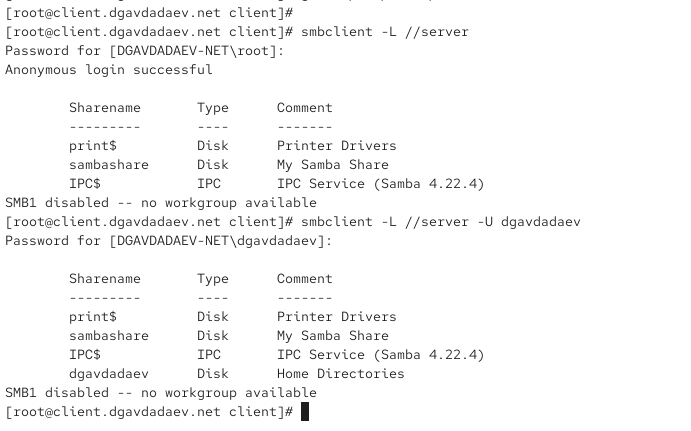 [root@client.dgavdadaev.net client]#
[root@client.dgavdadaev.net client]# smbclient -L //server
Password for [DGAVDADAEV-NET\root]:
Anonymous login successful

        Sharename       Type      Comment
        ---------       ----      -------
        print$          Disk      Printer Drivers
        sambashare      Disk      My Samba Share
        IPC$            IPC       IPC Service (Samba 4.22.4)
SMB1 disabled -- no workgroup available
[root@client.dgavdadaev.net client]# smbclient -L //server -U dgavdadaev
Password for [DGAVDADAEV-NET\dgavdadaev]:

        Sharename       Type      Comment
        ---------       ----      -------
        print$          Disk      Printer Drivers
        sambashare      Disk      My Samba Share
        IPC$            IPC       IPC Service (Samba 4.22.4)
        dgavdadaev      Disk      Home Directories
SMB1 disabled -- no workgroup available
[root@client.dgavdadaev.net client]#